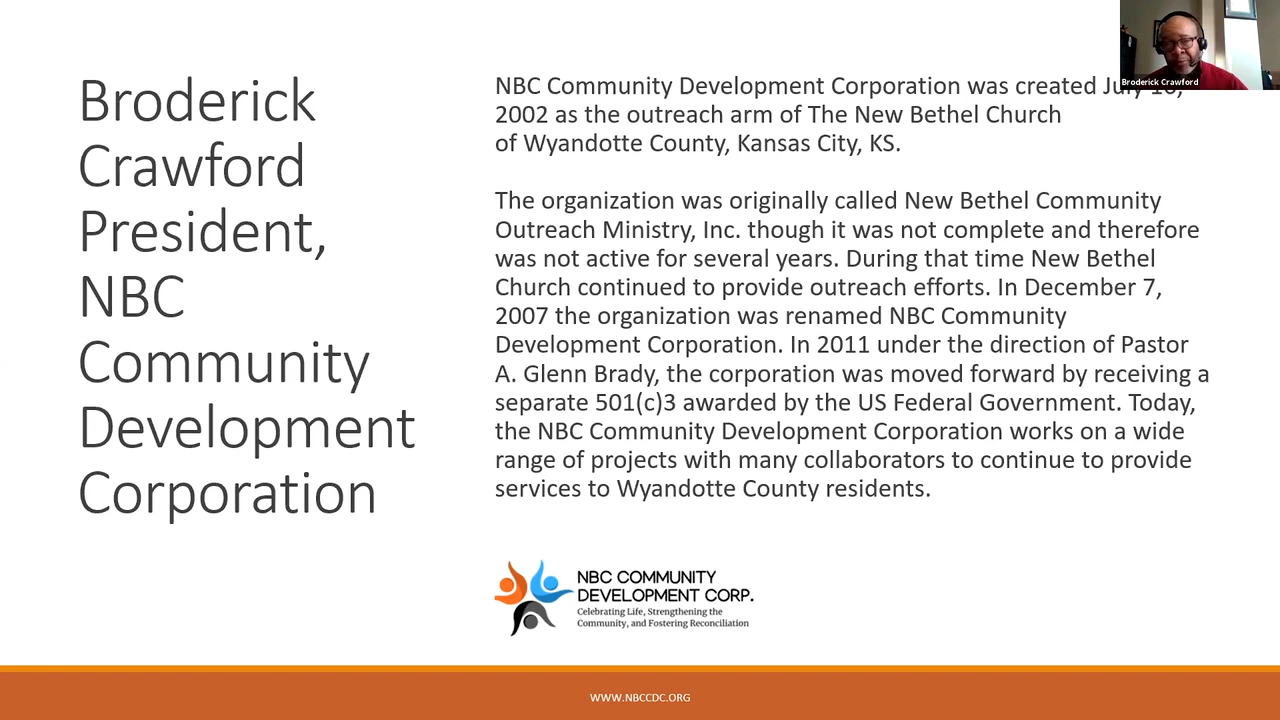 Broderick
Crawford
President,
NBC
Community
Development
Corporation
NBC Community Development Corporation was created July
2002 as the outreach arm of The New Bethel Church
of Wyandotte County, Kansas City, KS.
The organization was originally called New Bethel Community
Outreach Ministry, Inc. though it was not complete and therefore
was not active for several years. During that time New Bethel
Church continued to provide outreach efforts. In December 7,
2007 the organization was renamed NBC Community
Development Corporation. In 2011 under the direction of Pastor
A. Glenn Brady, the corporation was moved forward by receiving a
separate 501(c)3 awarded by the US Federal Government. Today,
the NBC Community Development Corporation works on a wide
range of projects with many collaborators to continue to provide
services to Wyandotte County residents.
NBC COMMUNITY
DEVELOPMENT CORP.
Celebrating Life, Strengthening the
Community, and Fostering Reconciliation
WWW.NBCCDC.ORG
Broderick Crawford